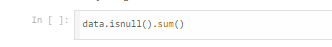 In [ ]: data.isnull().sum()